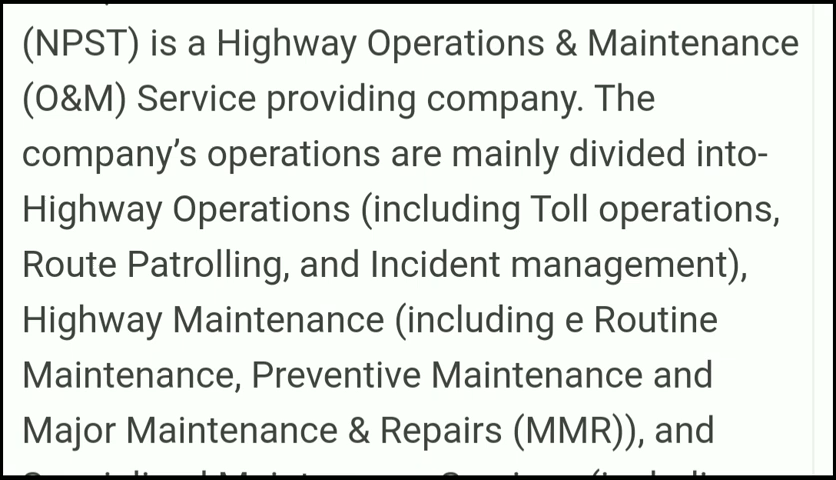 (NPST) is a Highway Operations & Maintenance
(O&M) Service providing company. The
company’s operations are mainly divided into-
Highway Operations (including Toll operations,
Route Patrolling, and Incident management),
Highway Maintenance (including e Routine
Maintenance, Preventive Maintenance and
Major Maintenance & Repairs (MMR)), and